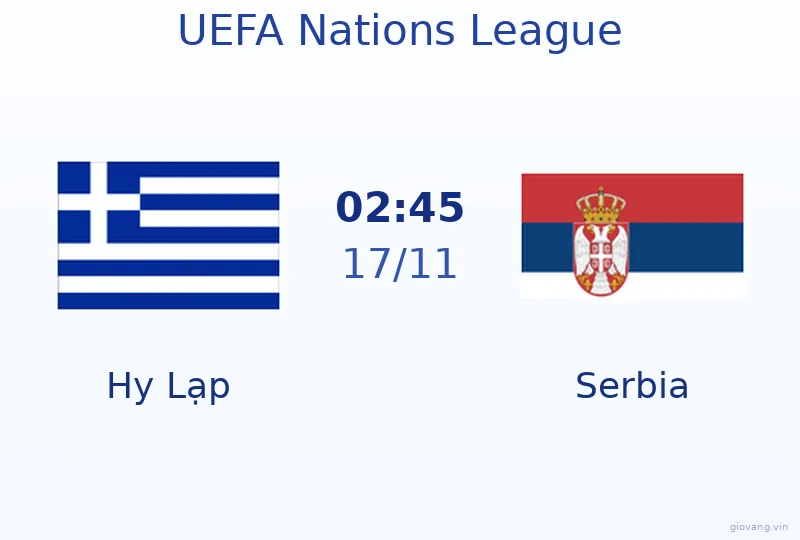 UEFA Nations League
02:45
17/11
Hy Lạp
Serbia
giovang.vin